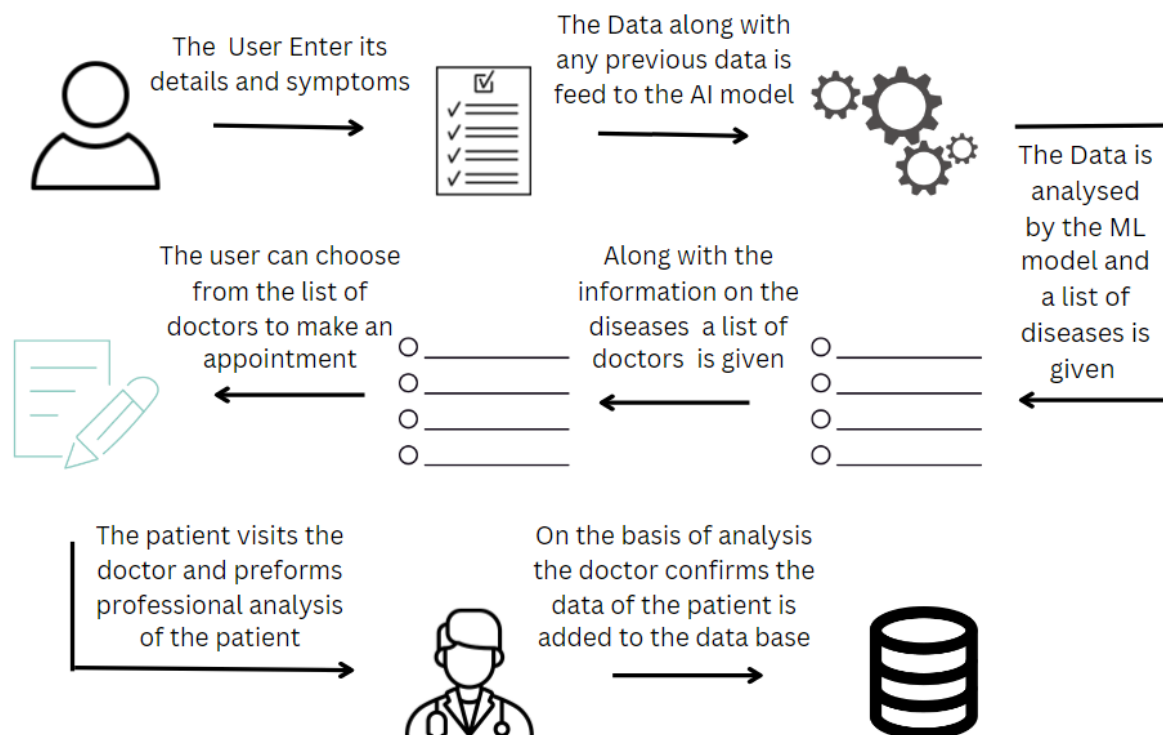 The User Enter its
details and symptoms
The Data along with
any previous data is
feed to the AI model
The Data is
analysed
by the ML
model and
a list of
diseases is
given
Along with the
information on the
diseases a list of
doctors is given
The user can choose
from the list of
doctors to make an
appointment
The patient visits the
doctor and preforms
professional analysis
of the patient
On the basis of analysis
the doctor confirms the
data of the patient is
added to the data base